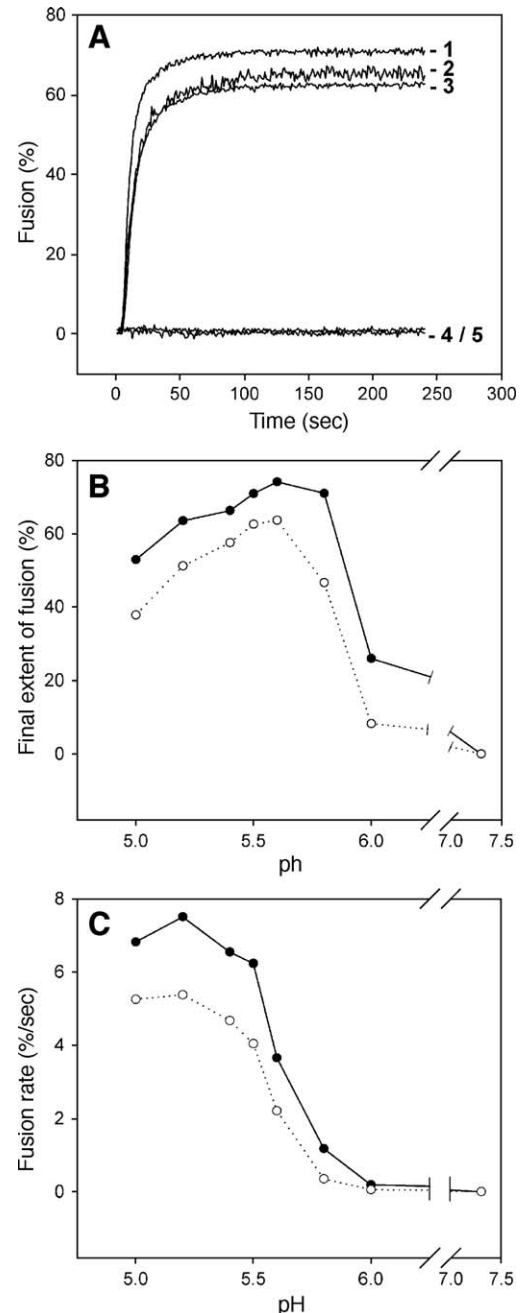 A
80
60
40
20
0
Fusion (%)
- 1
- 2
- 3
- 4 / 5
0 50 100 150 200 250 300
Time (sec)
B
80
60
40
20
0
Final extent of fusion (%)
5.0 5.5 6.0 7.0 7.5
ph
C
8
6
4
2
0
Fusion rate (%/sec)
5.0 5.5 6.0 7.0 7.5
pH